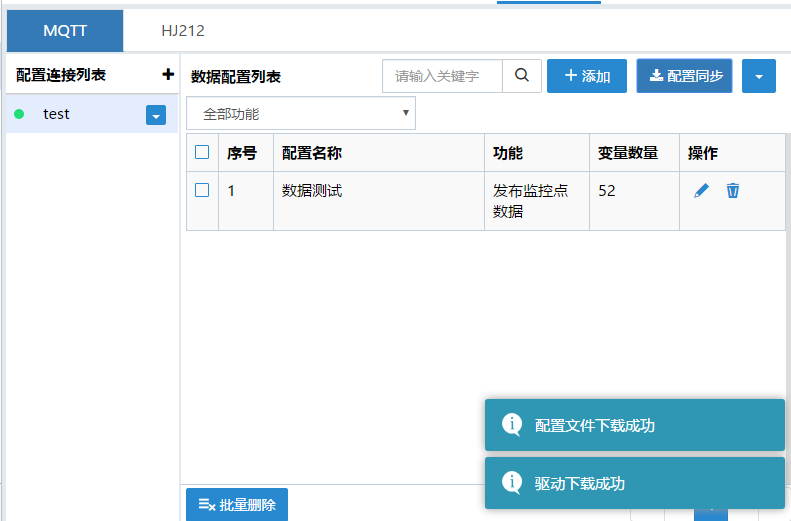 MQTT HJ212
配置连接列表
test
数据配置列表 请输入关键字 添加 配置同步
全部功能
序号 配置名称 功能 变量数量 操作
1 数据测试 发布监控点 52
数据
配置文件下载成功
驱动下载成功
批量删除